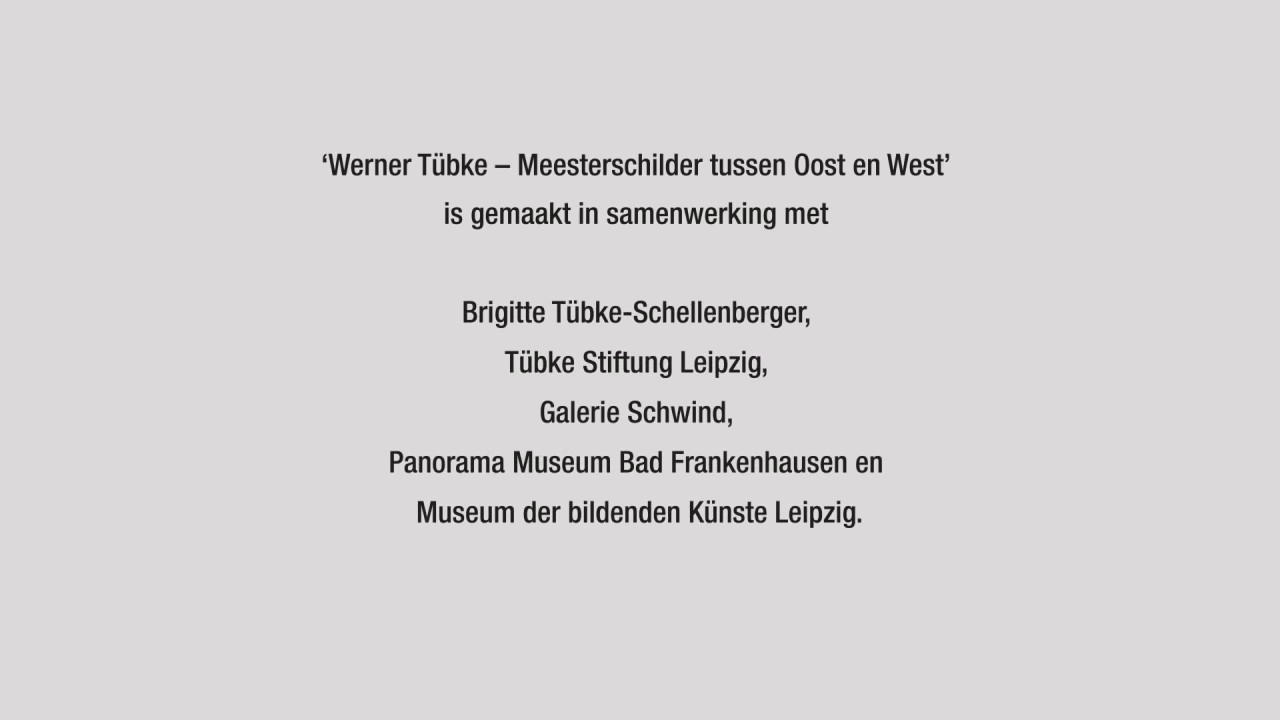 ‘Werner Tübke – Meesterschilder tussen Oost en West’
is gemaakt in samenwerking met
Brigitte Tübke-Schellenberger,
Tübke Stiftung Leipzig,
Galerie Schwind,
Panorama Museum Bad Frankenhausen en
Museum der bildenden Künste Leipzig.